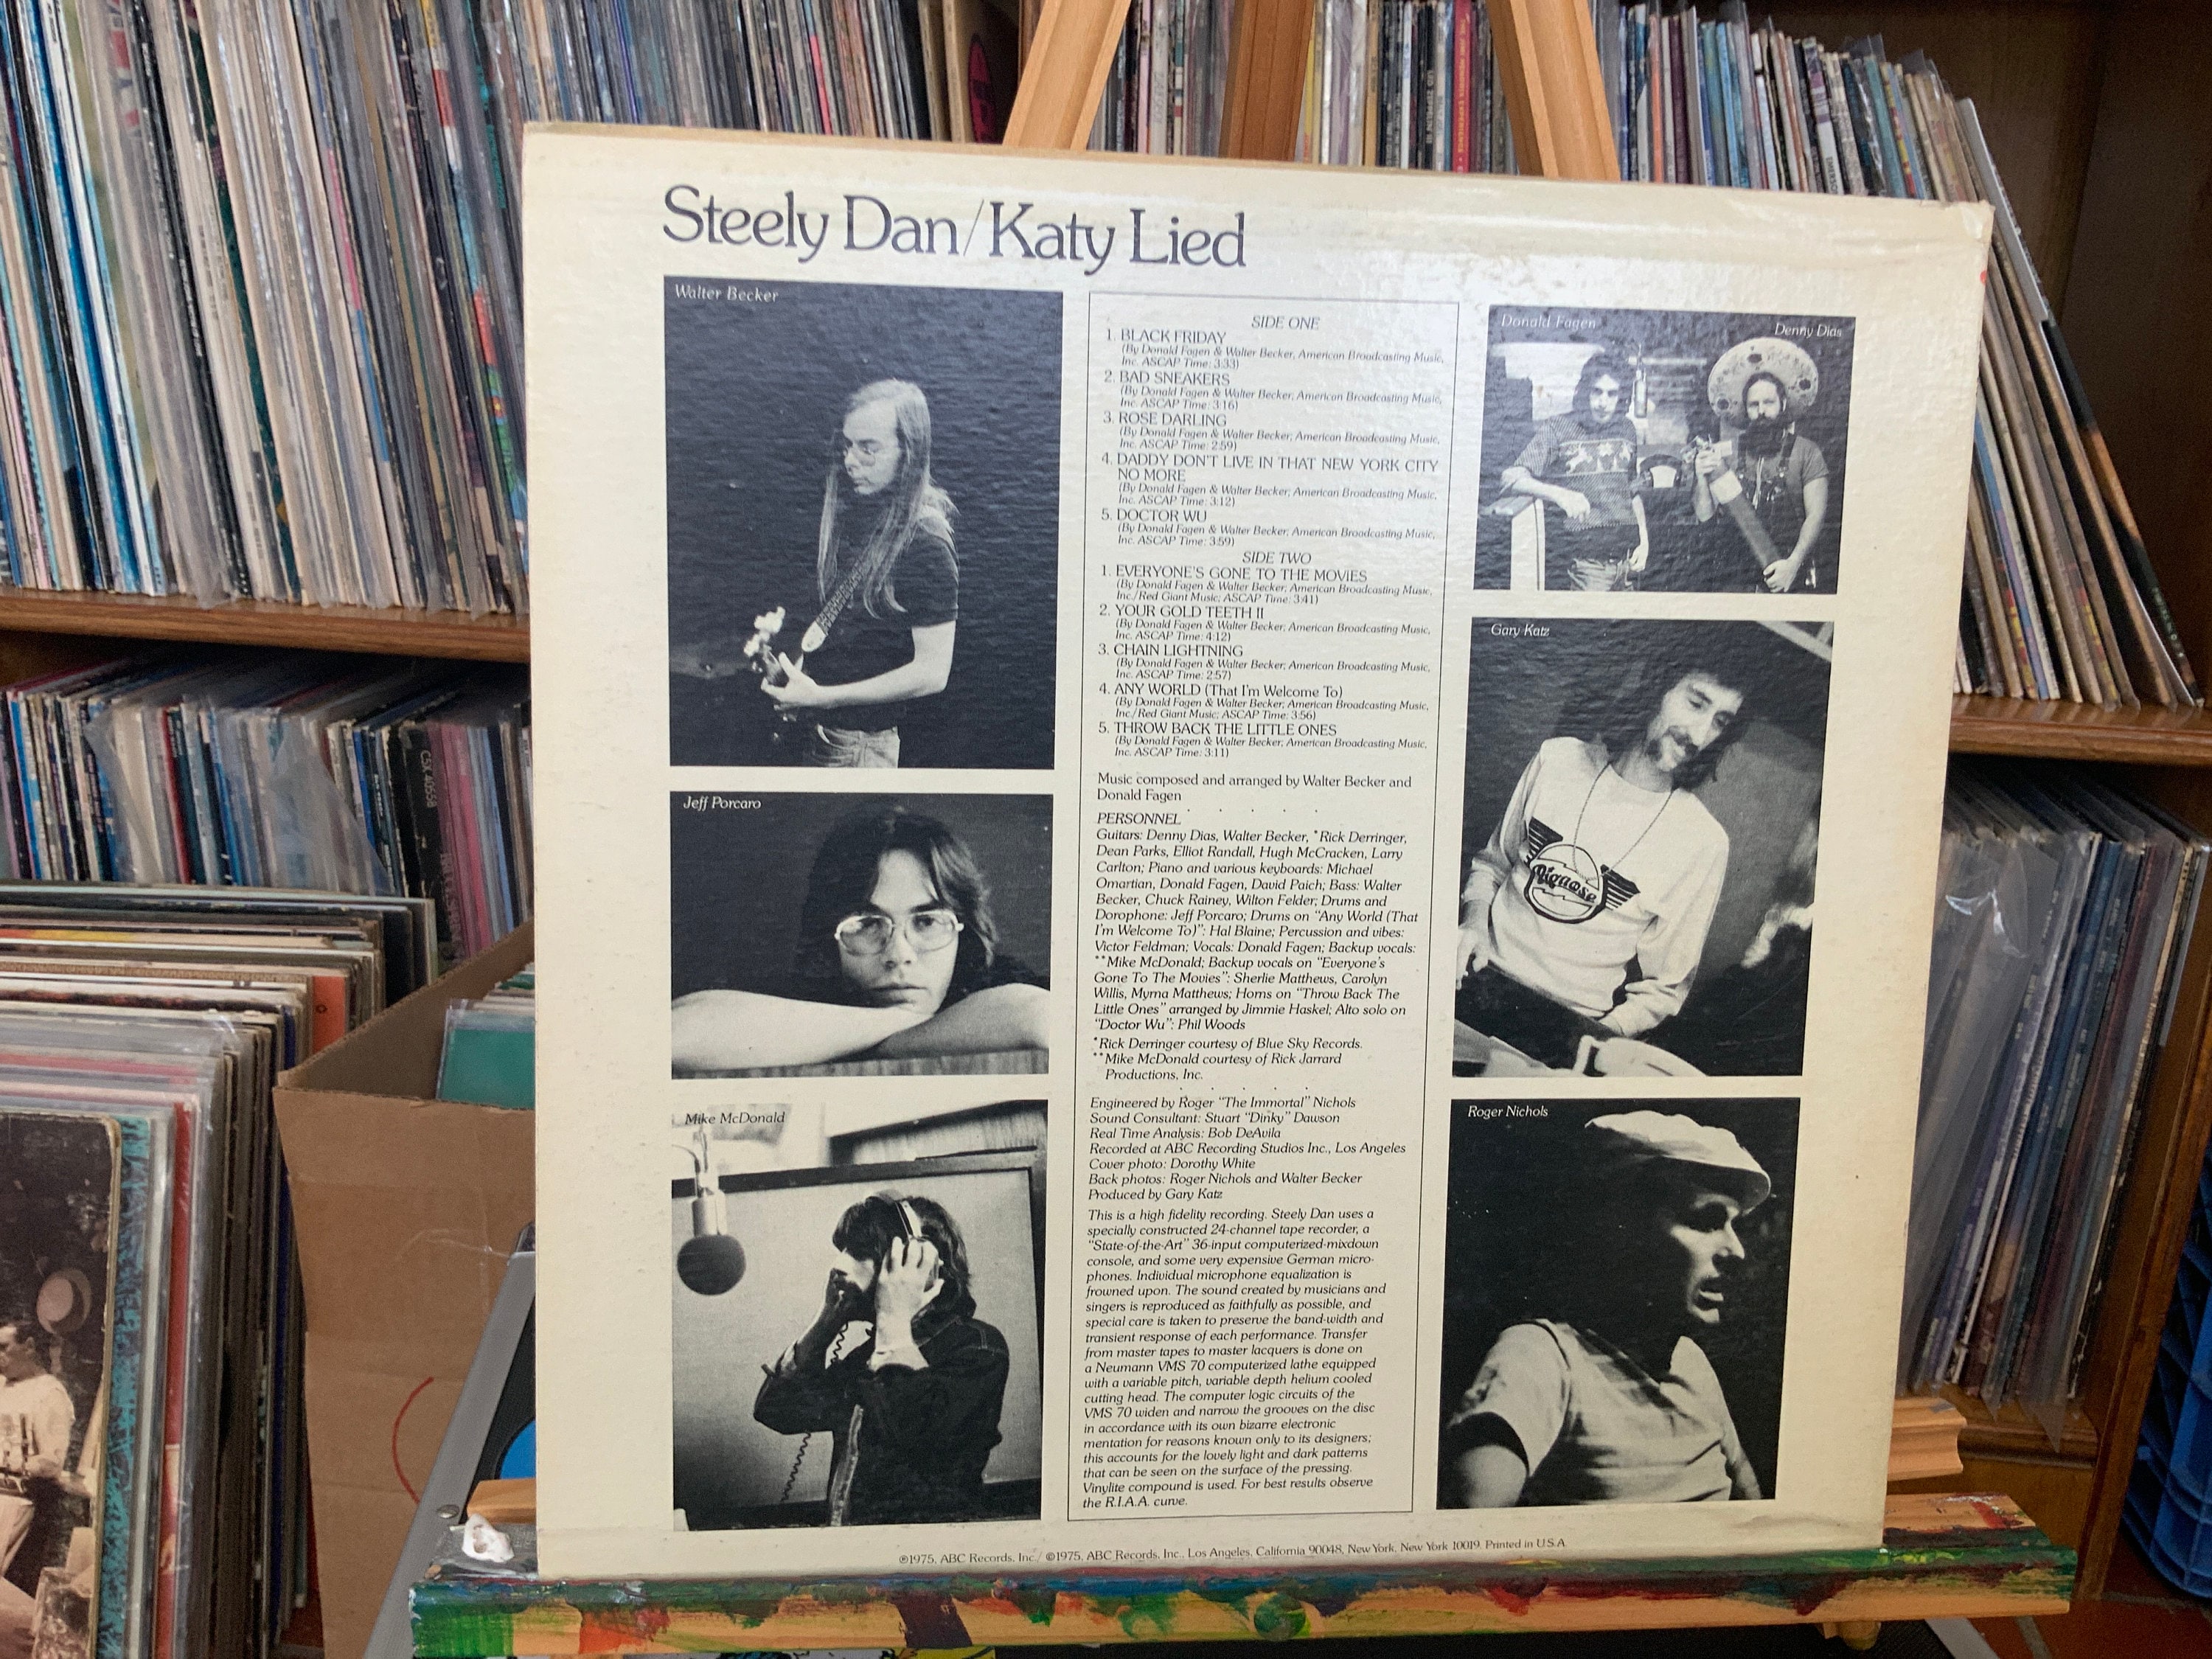 Steely Dan/Katy Lied
Walter Becker
SIDE ONE
1. BLACK FRIDAY
(By Donald Fagen & Walter Becker, American Broadcasting Music,
Inc. ASCAP Time: 3:33)
2. BAD SNEAKERS
(By Donald Fagen & Walter Becker, American Broadcasting Music,
Inc. ASCAP Time: 3:16)
3. ROSE DARLING
(By Donald Fagen & Walter Becker, American Broadcasting Music,
Inc. ASCAP Time: 2:59)
4. DADDY DON'T LIVE IN THAT NEW YORK CITY
NO MORE
(By Donald Fagen & Walter Becker, American Broadcasting Music,
Inc. ASCAP Time: 3:12)
5. DOCTOR WU
(By Donald Fagen & Walter Becker, American Broadcasting Music,
Inc. ASCAP Time: 3:59)
SIDE TWO
1. EVERYONE'S GONE TO THE MOVIES
(By Donald Fagen & Walter Becker, American Broadcasting Music,
Inc./Red Giant Music; ASCAP Time: 3:41)
2. YOUR GOLD TEETH II
(By Donald Fagen & Walter Becker, American Broadcasting Music,
Inc. ASCAP Time: 4:12)
3. CHAIN LIGHTNING
(By Donald Fagen & Walter Becker, American Broadcasting Music,
Inc. ASCAP Time: 2:57)
4. ANY WORLD (That I'm Welcome To)
(By Donald Fagen & Walter Becker, American Broadcasting Music,
Inc./Red Giant Music; ASCAP Time: 3:56)
5. THROW BACK THE LITTLE ONES
(By Donald Fagen & Walter Becker, American Broadcasting Music,
Inc. ASCAP Time: 3:11)
Music composed and arranged by Walter Becker and
Donald Fagen
PERSONNEL
Guitars: Denny Dias, Walter Becker, *Rick Derringer,
Dean Parks, Elliot Randall, Hugh McCracken, Larry
Carlton; Piano and various keyboards: Michael
Omartian, Donald Fagen, David Paich; Bass: Walter
Becker, Chuck Rainey, Wilton Felder; Drums and
Dorophone: Jeff Porcaro; Drums on "Any World (That
I'm Welcome To)": Hal Blaine; Percussion and vibes:
Victor Feldman; Vocals: Donald Fagen; Backup vocals:
**Mike McDonald; Backup vocals on "Everyone's
Gone To The Movies": Sherlie Matthews, Carolyn
Willis, Myrna Matthews; Horns on "Throw Back The
Little Ones" arranged by Jimmie Haskel; Alto solo on
"Doctor Wu": Phil Woods
*Rick Derringer courtesy of Blue Sky Records.
**Mike McDonald courtesy of Rick Jarrard
Productions, Inc.
Engineered by Roger "The Immortal" Nichols
Sound Consultant: Stuart "Dinky" Dawson
Real Time Analysis: Bob DeAvila
Recorded at ABC Recording Studios Inc., Los Angeles
Cover photo: Dorothy White
Back photos: Roger Nichols and Walter Becker
Produced by Gary Katz
This is a high fidelity recording. Steely Dan uses a
specially constructed 24-channel tape recorder, a
"State-of-the-Art" 36-input computerized-mixdown
console, and some very expensive German micro-
phones. Individual microphone equalization is
frowned upon. The sound created by musicians and
singers is reproduced as faithfully as possible, and
special care is taken to preserve the band-width and
transient response of each performance. Transfer
from master tapes to master lacquers is done on
a Neumann VMS 70 computerized lathe equipped
with a variable pitch, variable depth helium cooled
cutting head. The computer logic circuits of the
VMS 70 widen and narrow the grooves on the disc
in accordance with its own bizarre electronic
mentation for reasons known only to its designers;
this accounts for the lovely light and dark patterns
that can be seen on the surface of the pressing.
Vinylite compound is used. For best results observe
the R.I.A.A. curve.
Donald Fagen
Denny Dias
Jeff Porcaro
Gary Katz
Mike McDonald
Roger Nichols
℗1975, ABC Records, Inc./ ©1975, ABC Records, Inc., Los Angeles, California 90048, New York, New York 10019. Printed in U.S.A.